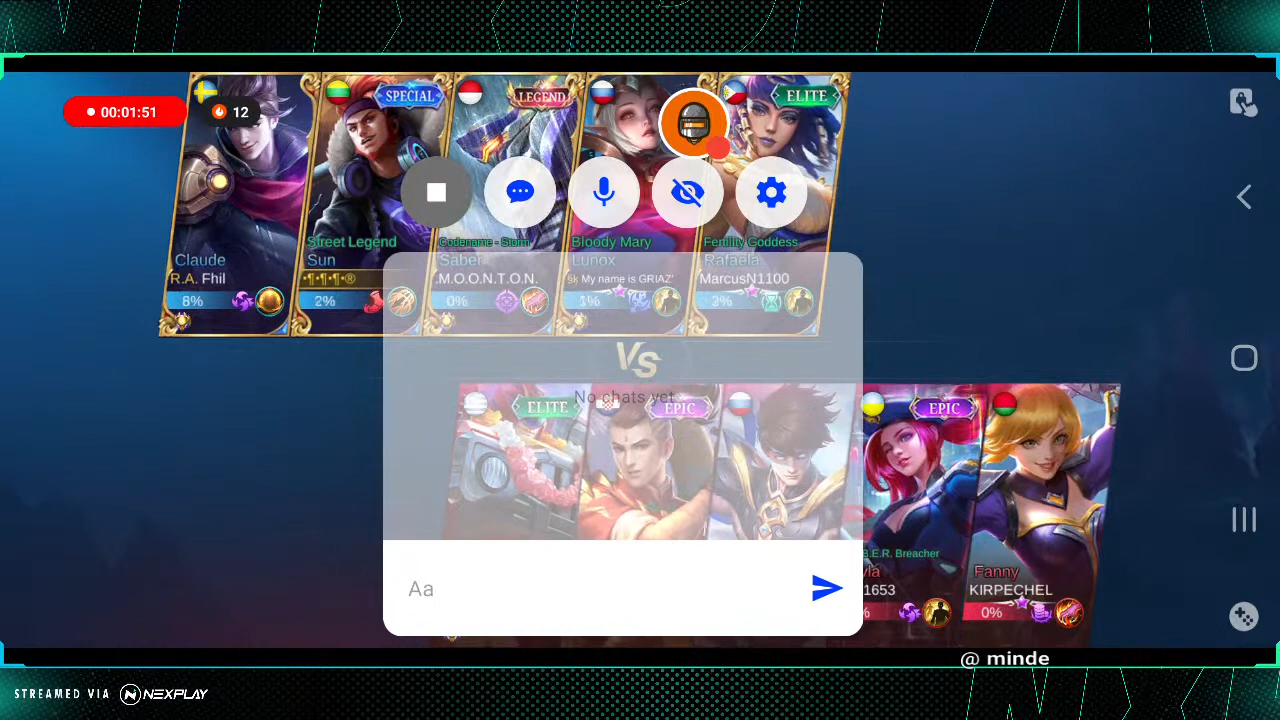 00:01:51
12
SPECIAL
LEGEND
ELITE
Street Legend
Codename - Storm
Bloody Mary
Fertility Goddess
Claude
Sun
Saber
Lunox
Rafaela
R.A. Fhil
•¶•¶•¶•®
.M.O.O.N.T.O.N.
My name is GRIAZ'
MarcusN1100
8%
2%
0%
1%
2%
VS
No chats yet
ELITE
EPIC
EPIC
B.E.R. Breacher
Fanny
1653
KIRPECHEL
0%
Aa
@ minde
STREAMED VIA
NEXPLAY